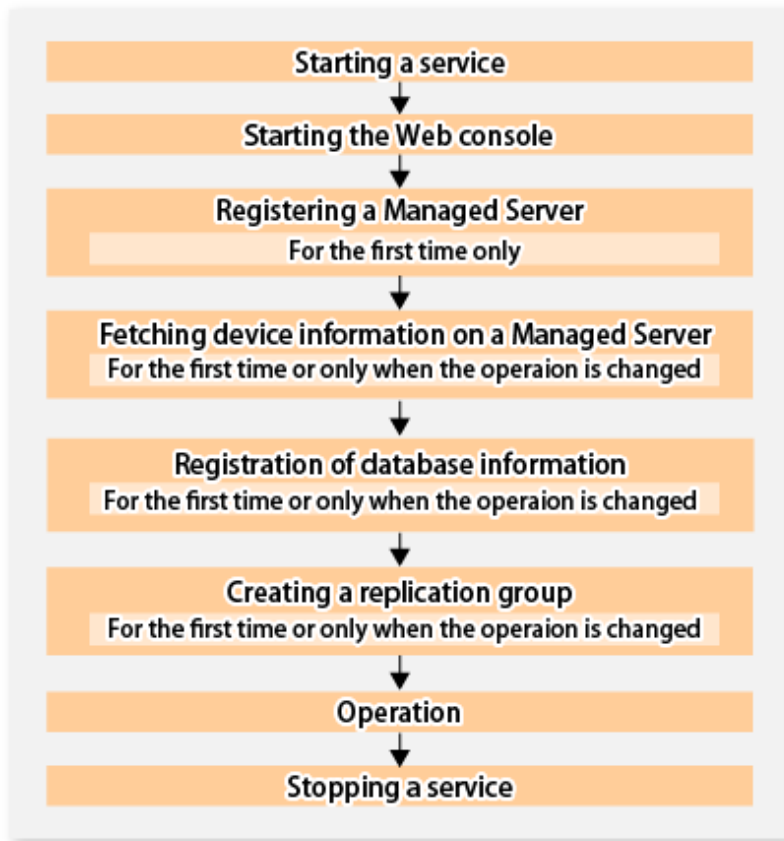 Starting a service
Starting the Web console
Registering a Managed Server
For the first time only
Fetching device information on a Managed Server
For the first time or only when the operaion is changed
Registration of database information
For the first time or only when the operaion is changed
Creating a replication group
For the first time or only when the operaion is changed
Operation
Stopping a service